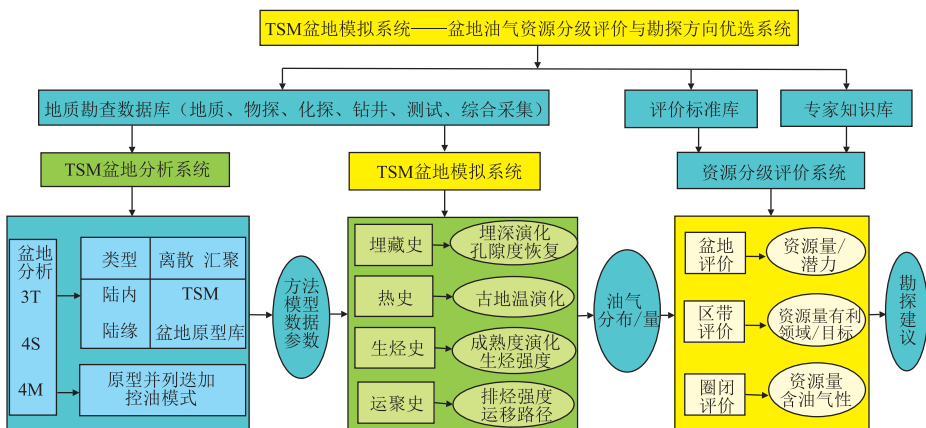 TSM盆地模拟系统——盆地油气资源分级评价与勘探方向优选系统
地质勘查数据库（地质、物探、化探、钻井、测试、综合采集）
评价标准库
专家知识库
TSM盆地分析系统
TSM盆地模拟系统
资源分级评价系统
盆地
分析
3T
4S
4M
类型
离散 汇聚
陆内
TSM
陆缘
盆地原型库
原型并列迭加
控油模式
方法
模型
数据
参数
埋藏史
埋深演化
孔隙度恢复
热史
古地温演化
生烃史
成熟度演化
生烃强度
运聚史
排烃强度
运移路径
油气
分布/量
盆地
评价
资源量/
潜力
区带
评价
资源量有利
领域/目标
圈闭
评价
资源量
含油气性
勘
探
建
议